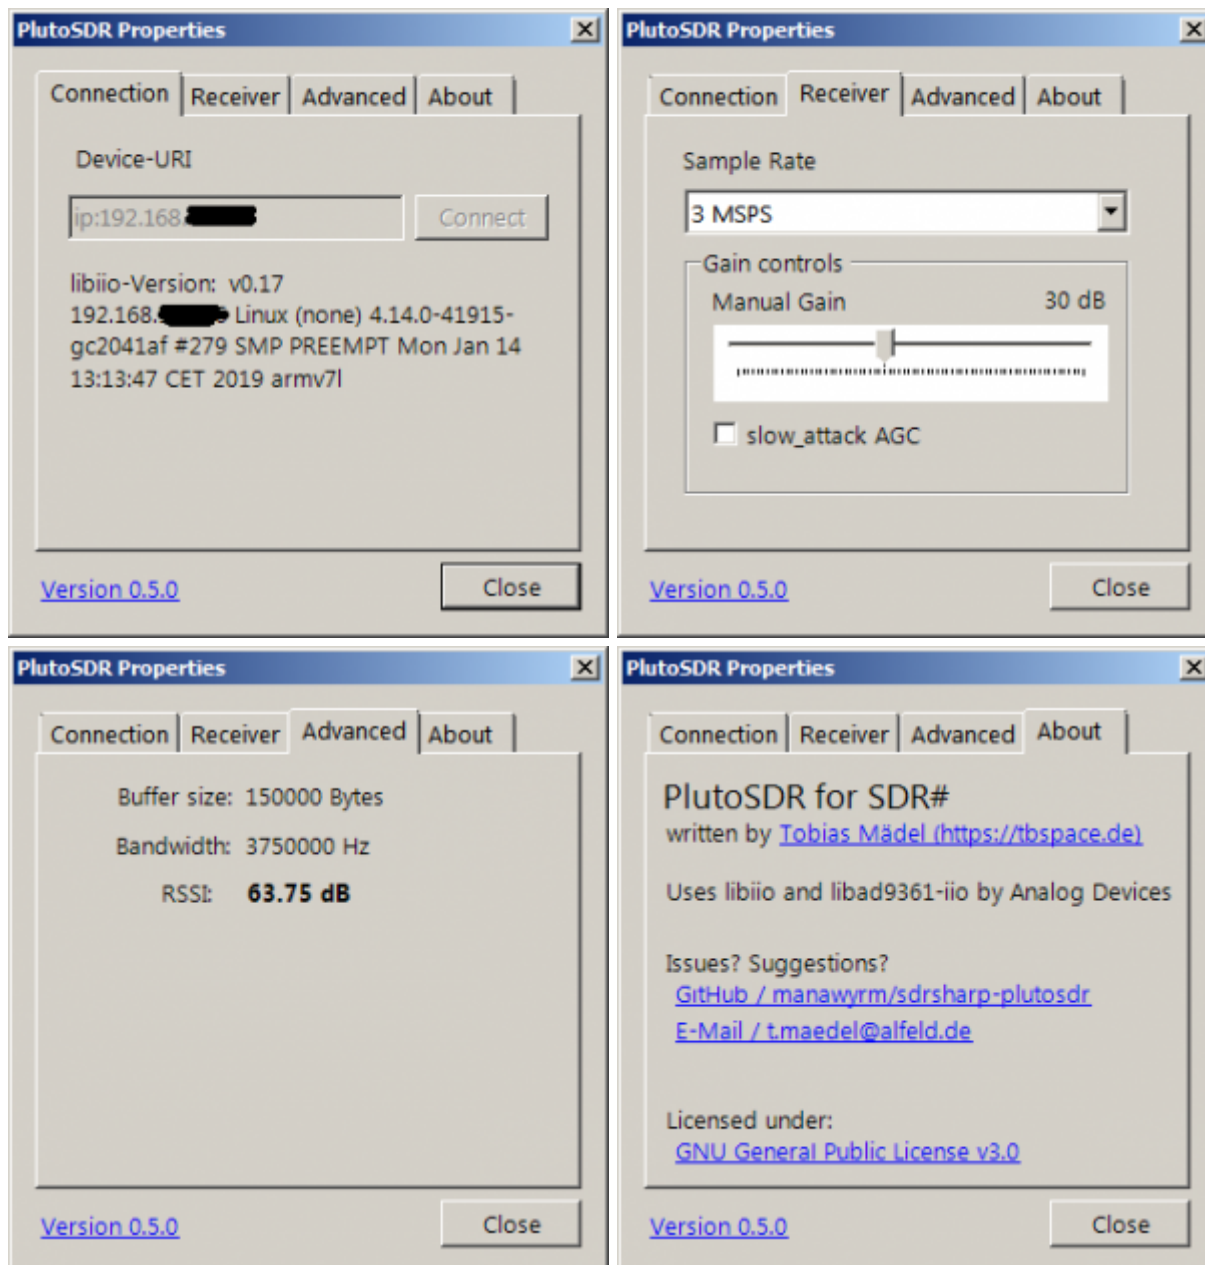 PlutoSDR Properties
Connection Receiver Advanced About
Device-URI
ip:192.168. Connect
libiio-Version: v0.17
192.168. Linux (none) 4.14.0-41915-
gc2041af #279 SMP PREEMPT Mon Jan 14
13:13:47 CET 2019 armv7l
Version 0.5.0 Close
PlutoSDR Properties
Connection Receiver Advanced About
Sample Rate
3 MSPS
Gain controls
Manual Gain 30 dB
slow_attack AGC
Version 0.5.0 Close
PlutoSDR Properties
Connection Receiver Advanced About
Buffer size: 150000 Bytes
Bandwidth: 3750000 Hz
RSSI: 63.75 dB
Version 0.5.0 Close
PlutoSDR Properties
Connection Receiver Advanced About
PlutoSDR for SDR#
written by Tobias Mädel (https://tbspace.de)
Uses libiio and libad9361-iio by Analog Devices
Issues? Suggestions?
GitHub / manawyrm/sdrsharp-plutosdr
E-Mail / t.maedel@alfeld.de
Licensed under:
GNU General Public License v3.0
Version 0.5.0 Close